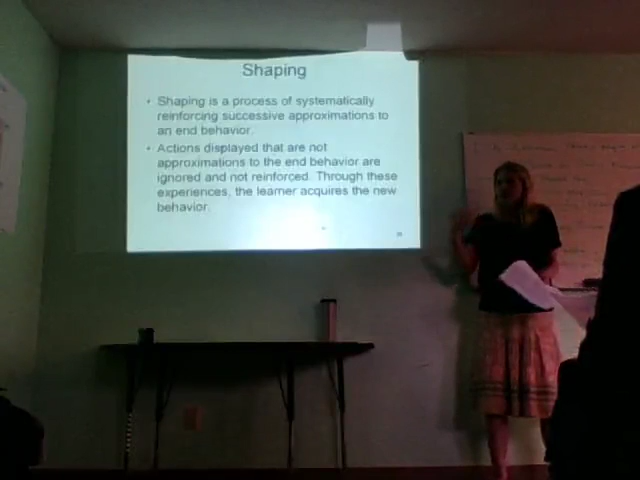 Shaping
• Shaping is a process of systematically
reinforcing successive approximations to
an end behavior.
• Actions displayed that are not
approximations to the end behavior are
ignored and not reinforced. Through these
experiences, the learner acquires the new
behavior.